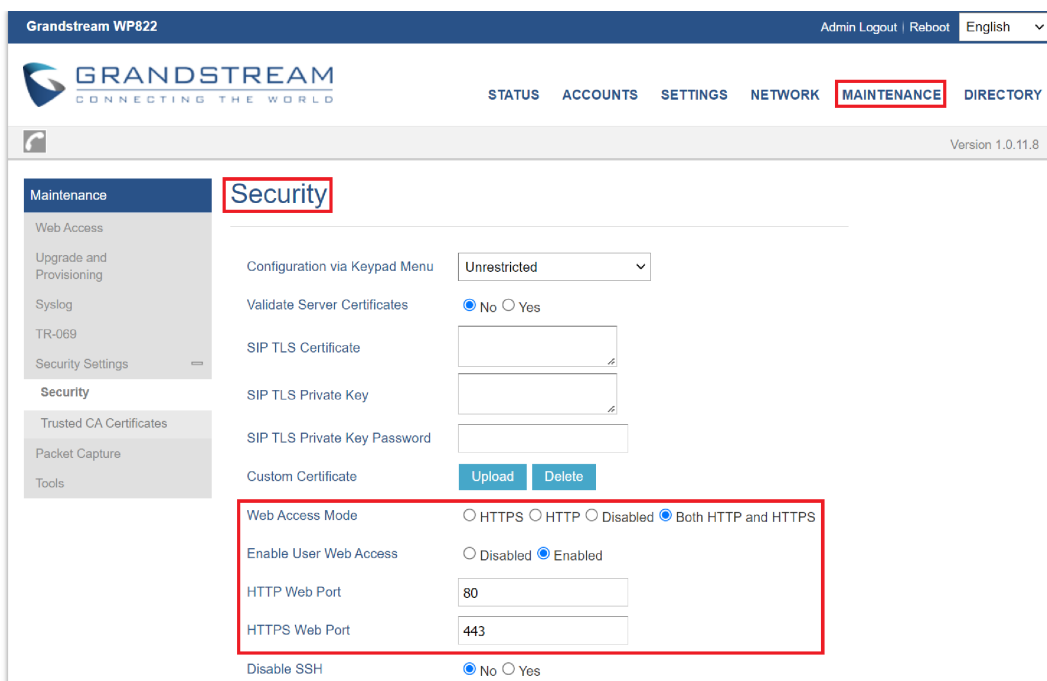 Grandstream WP822
Admin Logout | Reboot
English
GRANDSTREAM
CONNECTING THE WORLD
STATUS ACCOUNTS SETTINGS NETWORK MAINTENANCE DIRECTORY
Version 1.0.11.8
Maintenance
Web Access
Upgrade and
Provisioning
Syslog
TR-069
Security Settings
Security
Trusted CA Certificates
Packet Capture
Tools
Security
Configuration via Keypad Menu Unrestricted
Validate Server Certificates No Yes
SIP TLS Certificate
SIP TLS Private Key
SIP TLS Private Key Password
Custom Certificate Upload Delete
Web Access Mode HTTPS HTTP Disabled Both HTTP and HTTPS
Enable User Web Access Disabled Enabled
HTTP Web Port 80
HTTPS Web Port 443
Disable SSH No Yes